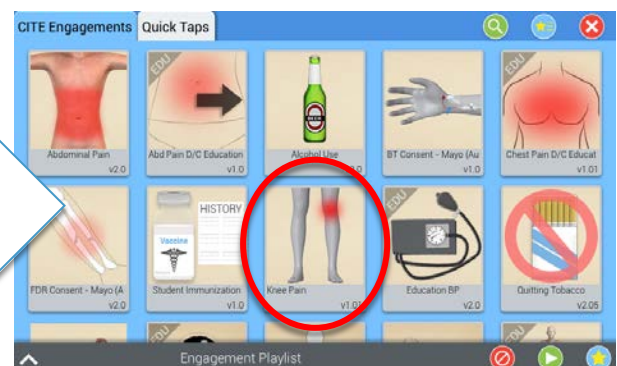 CITE Engagements Quick Taps
EDU
EDU
Abdominal Pain
v2.0
Abd Pain D/C Education
v1.0
Alcohol Use
BT Consent - Mayo (Au
v1.0
Chest Pain D/C Educat
v1.01
HISTORY
Vaccine
EDU
FDR Consent - Mayo (A
v2.0
Student Immunization
v1.0
Knee Pain
Education BP
v2.0
Quitting Tobacco
v2.05
EDU
EDU
Engagement Playlist